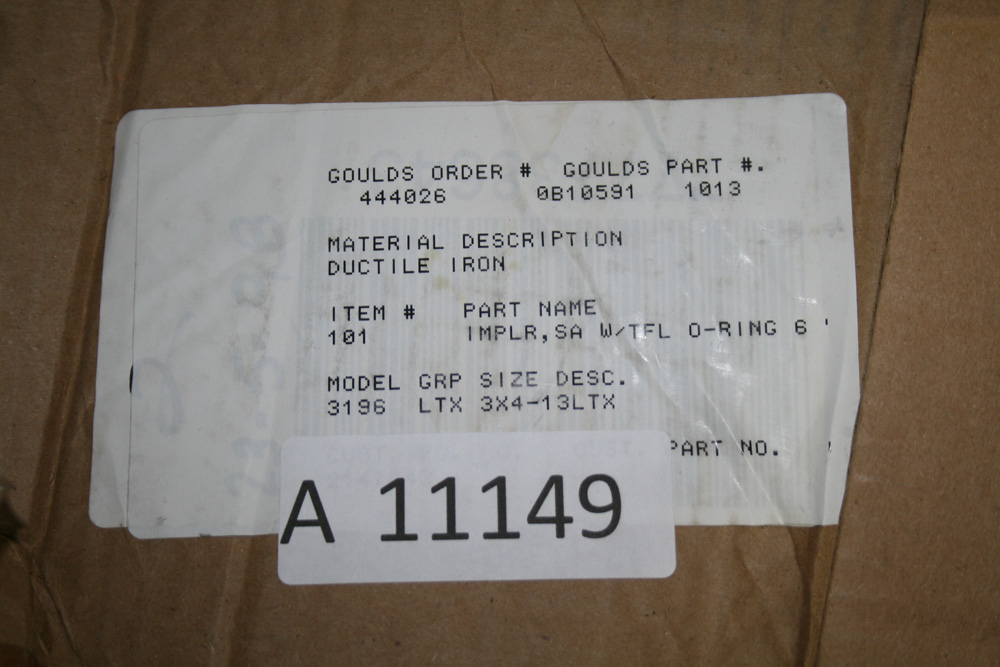 GOULDS ORDER # GOULDS PART #.
444026 0B10591 1013
MATERIAL DESCRIPTION
DUCTILE IRON
ITEM # PART NAME
101 IMPLR,SA W/TFL O-RING 6
MODEL GRP SIZE DESC.
3196 LTX 3X4-13LTX
PART NO.
A 11149